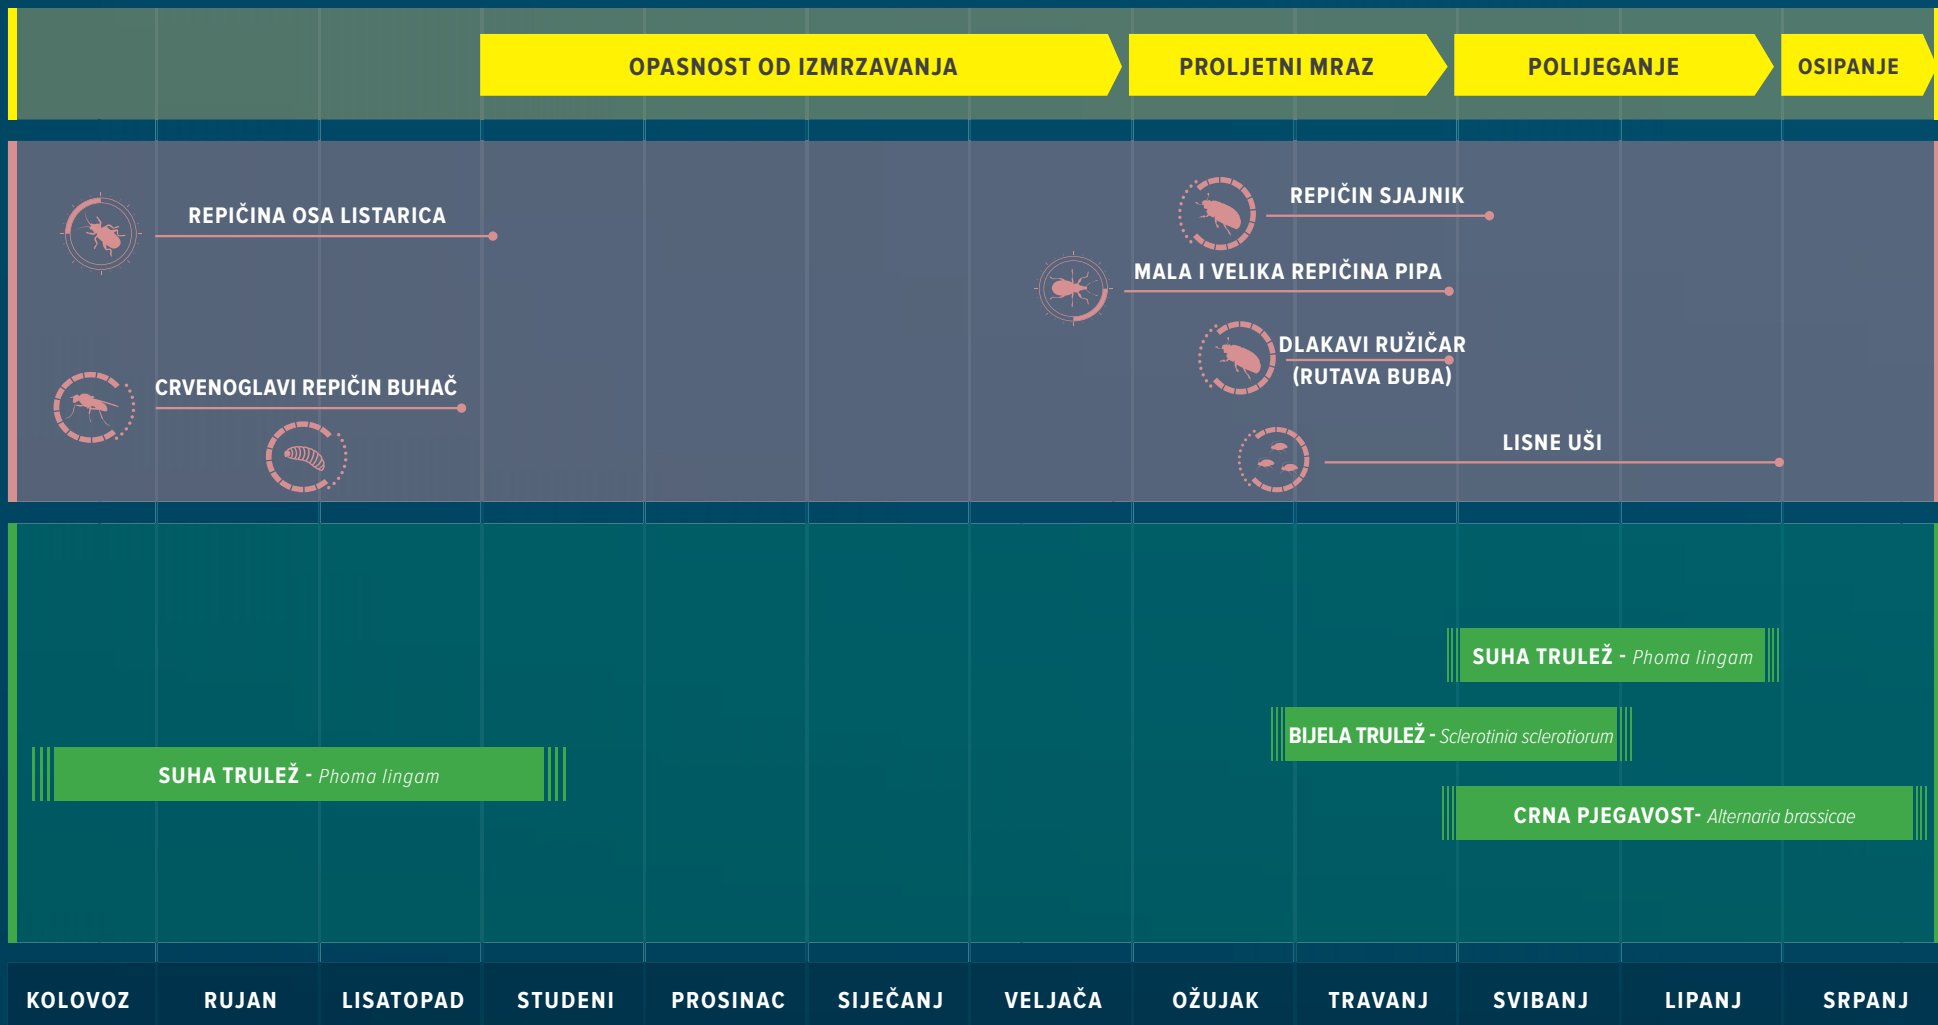 OPASNOST OD IZMRZAVANJA
PROLJETNI MRAZ
POLIJEGANJE
OSIPANJE
REPIČINA OSA LISTARICA
REPIČIN SJAJNIK
MALA I VELIKA REPIČINA PIPA
DLAKAVI RUŽIČAR
(RUTAVA BUBA)
CRVENOGLAVI REPIČIN BUHAČ
LISNE UŠI
SUHA TRULEŽ - Phoma lingam
BIJELA TRULEŽ - Sclerotinia sclerotiorum
SUHA TRULEŽ - Phoma lingam
CRNA PJEGAVOST- Alternaria brassicae
KOLOVOZ
RUJAN
LISATOPAD
STUDENI
PROSINAC
SIJEČANJ
VELJAČA
OŽUJAK
TRAVANJ
SVIBANJ
LIPANJ
SRPANJ